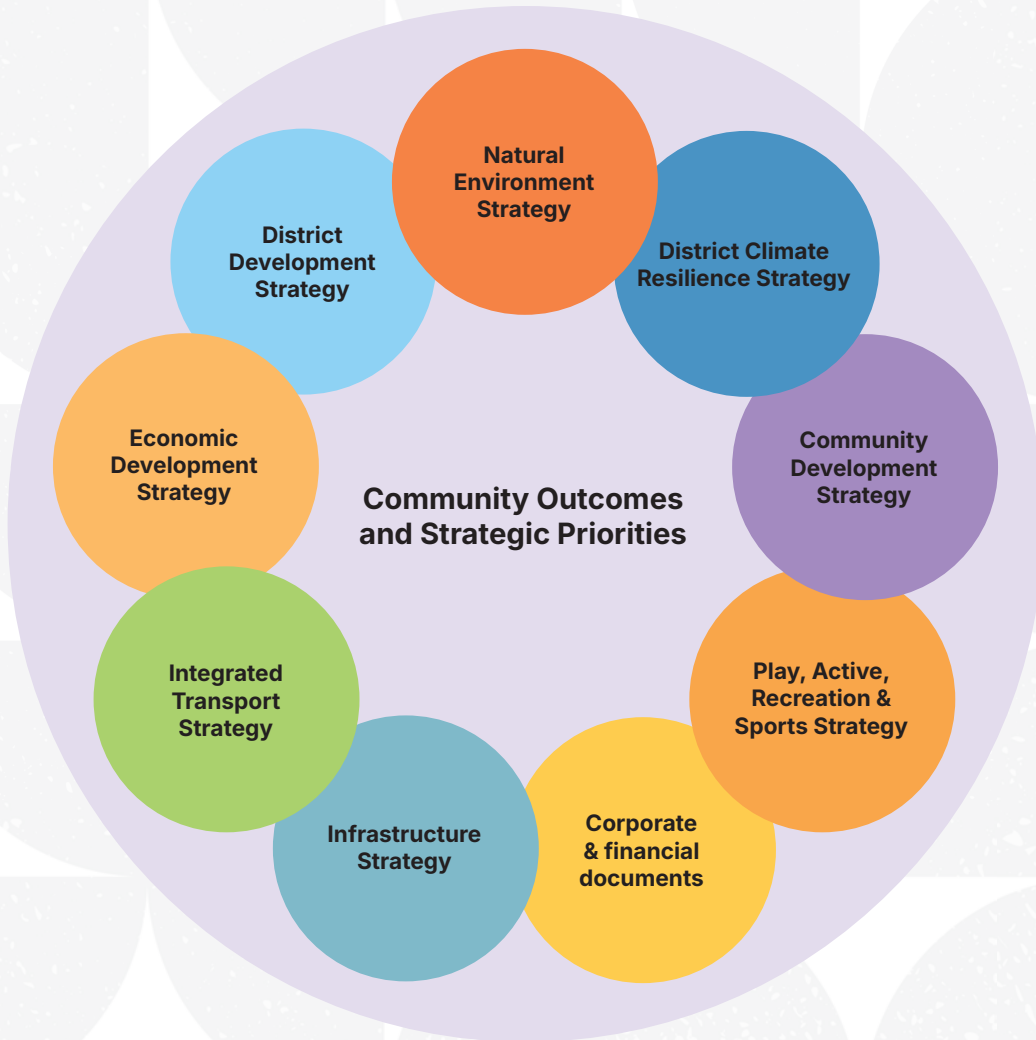 Natural
Environment
Strategy
District Climate
Resilience Strategy
Community
Development
Strategy
Play, Active,
Recreation &
Sports Strategy
Corporate
& financial
documents
Infrastructure
Strategy
Integrated
Transport
Strategy
Economic
Development
Strategy
District
Development
Strategy
Community Outcomes
and Strategic Priorities